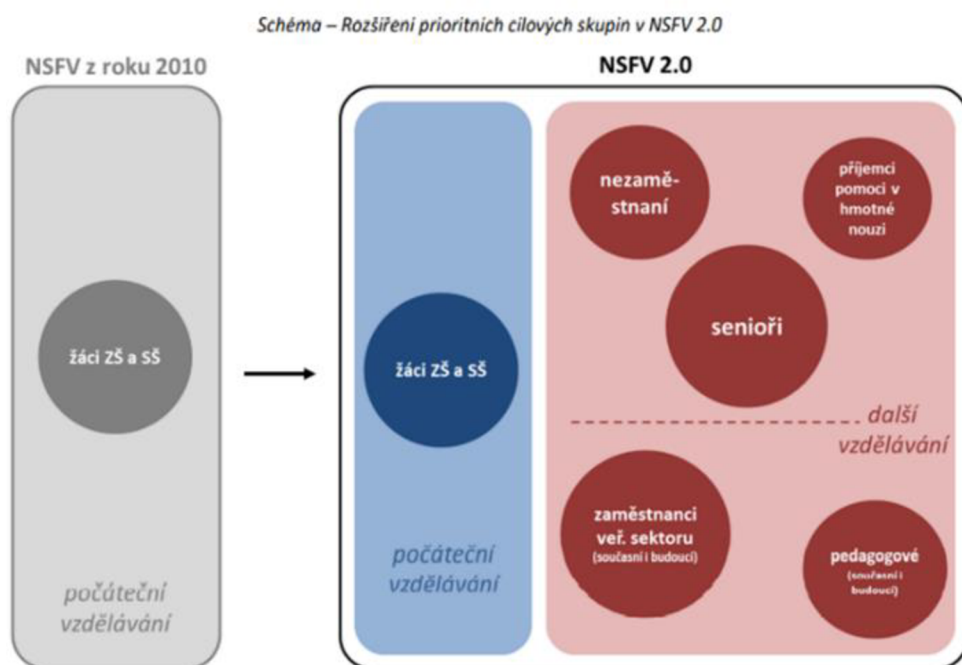 Schéma – Rozšíření prioritních cílových skupin v NSFV 2.0
NSFV z roku 2010
žáci ZŠ a SŠ
počáteční
vzdělávání
NSFV 2.0
žáci ZŠ a SŠ
počáteční
vzdělávání
nezamě-
stnaní
příjemci
pomoci v
hmotné
nouzi
senioři
další
vzdělávání
zaměstnanci
veř. sektoru
(současní i budoucí)
pedagogové
(současní i
budoucí)